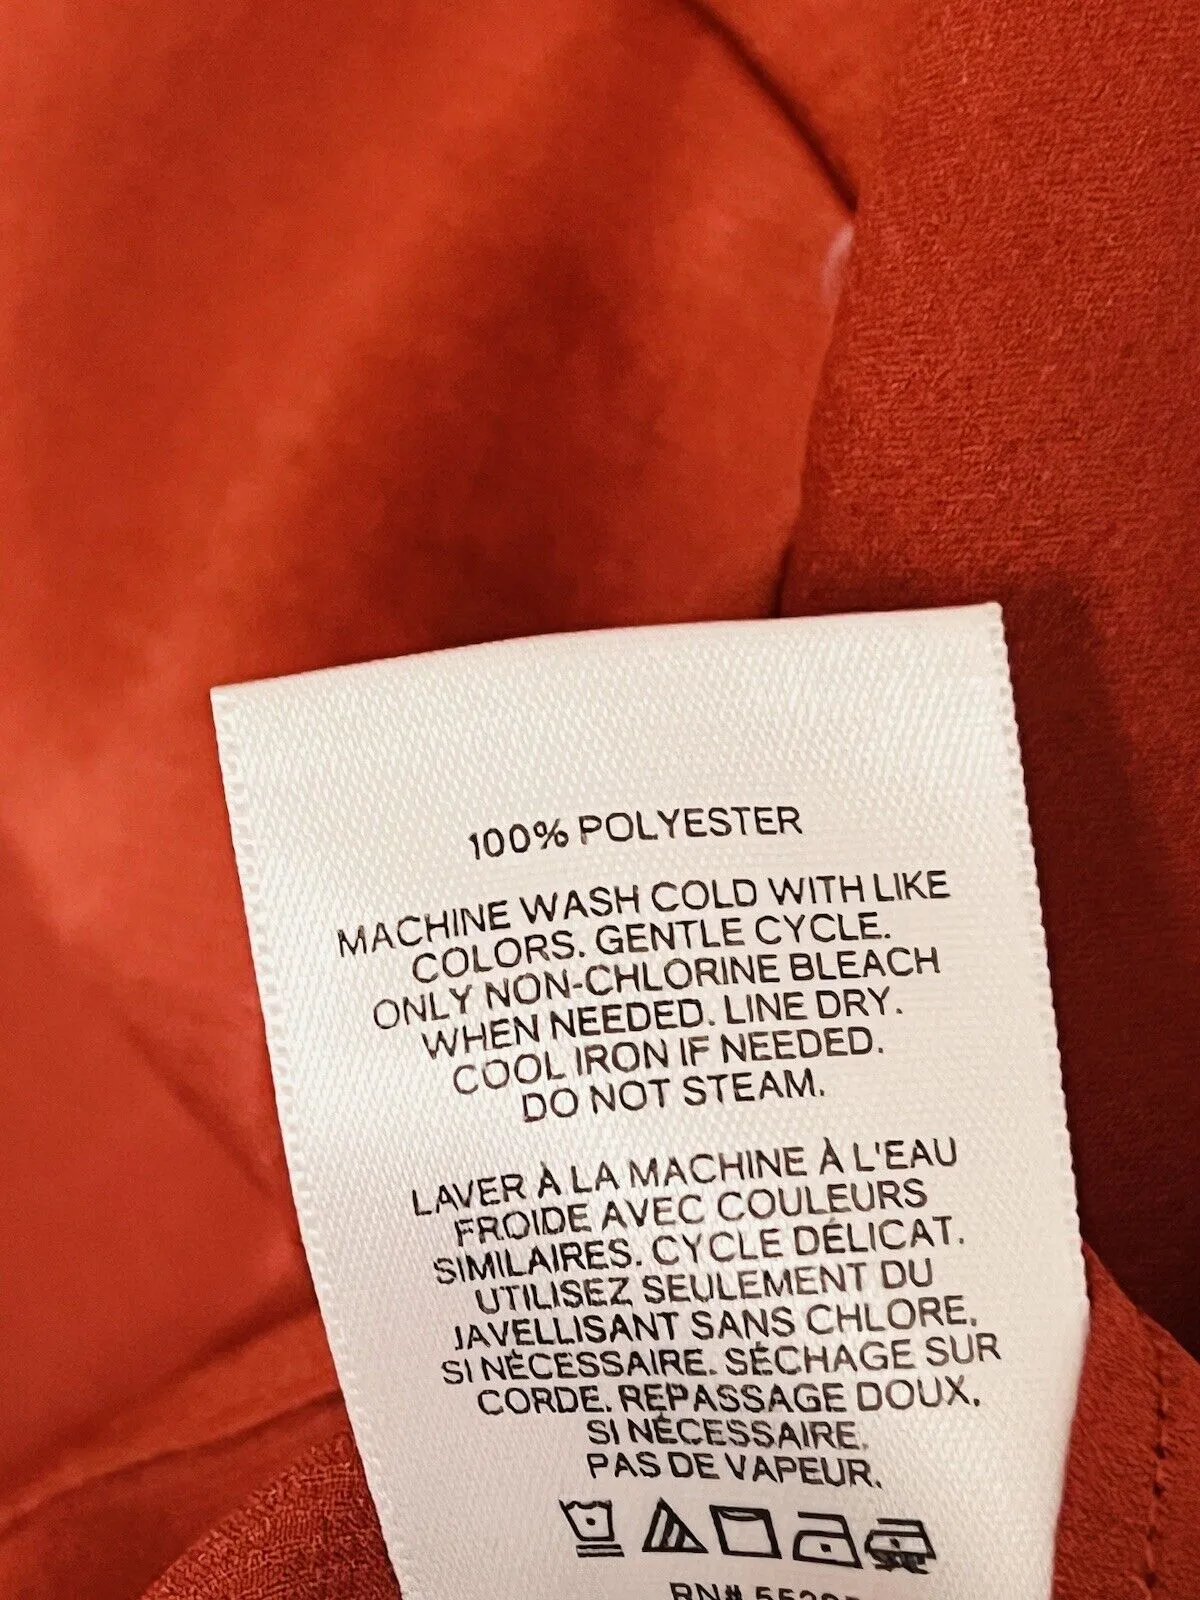 100% POLYESTER
MACHINE WASH COLD WITH LIKE
COLORS. GENTLE CYCLE.
ONLY NON-CHLORINE BLEACH
WHEN NEEDED. LINE DRY.
COOL IRON IF NEEDED.
DO NOT STEAM.
LAVER À LA MACHINE À L'EAU
FROIDE AVEC COULEURS
SIMILAIRES. CYCLE DÉLICAT.
UTILISEZ SEULEMENT DU
JAVELLISANT SANS CHLORE,
SI NÉCESSAIRE. SÉCHAGE SUR
CORDE. REPASSAGE DOUX,
SI NÉCESSAIRE.
PAS DE VAPEUR.
RN#